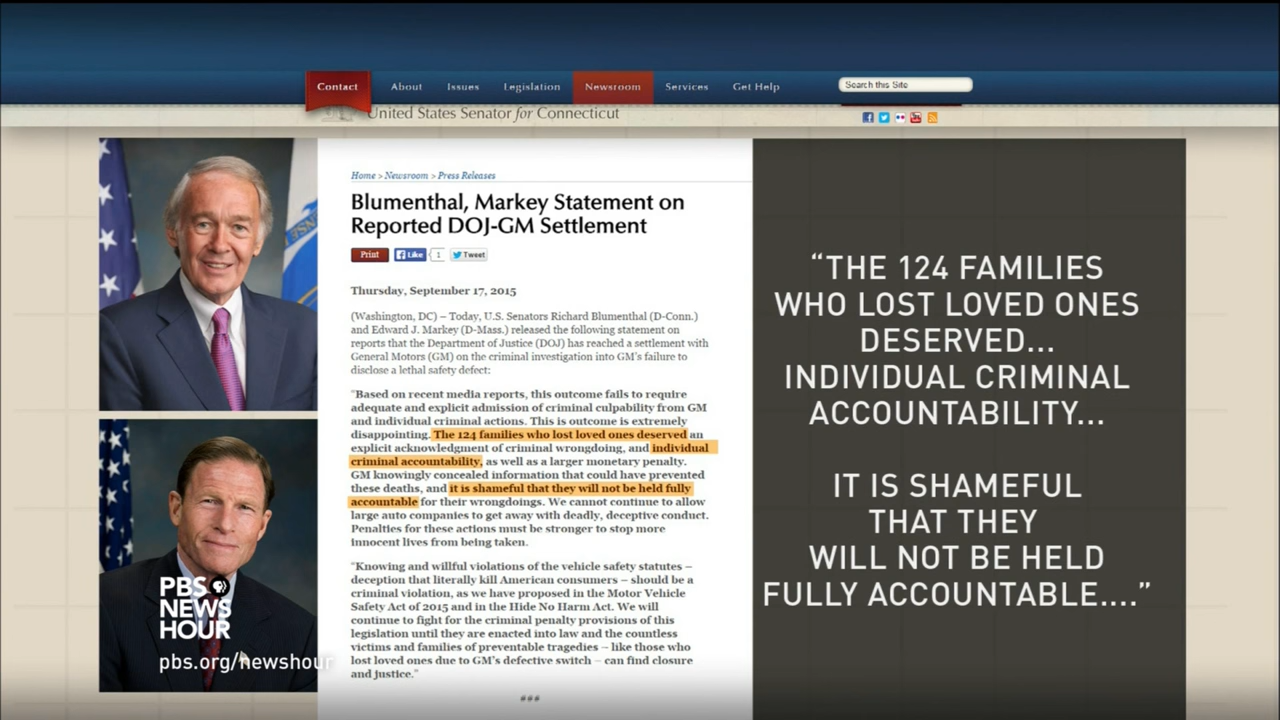 Contact About Issues Legislation Newsroom Services Get Help Search this Site
United States Senator for Connecticut
Home > Newsroom > Press Releases
Blumenthal, Markey Statement on
Reported DOJ-GM Settlement
Print Like 1 Tweet
Thursday, September 17, 2015
(Washington, DC) – Today, U.S. Senators Richard Blumenthal (D-Conn.)
and Edward J. Markey (D-Mass.) released the following statement on
reports that the Department of Justice (DOJ) has reached a settlement with
General Motors (GM) on the criminal investigation into GM's failure to
disclose a lethal safety defect:
"Based on recent media reports, this outcome fails to require
adequate and explicit admission of criminal culpability from GM
and individual criminal actions. This is outcome is extremely
disappointing. The 124 families who lost loved ones deserved an
explicit acknowledgment of criminal wrongdoing, and individual
criminal accountability, as well as a larger monetary penalty.
GM knowingly concealed information that could have prevented
these deaths, and it is shameful that they will not be held fully
accountable for their wrongdoings. We cannot continue to allow
large auto companies to get away with deadly, deceptive conduct.
Penalties for these actions must be stronger to stop more
innocent lives from being taken.
"Knowing and willful violations of the vehicle safety statutes –
deception that literally kill American consumers – should be a
criminal violation, as we have proposed in the Motor Vehicle
Safety Act of 2015 and in the Hide No Harm Act. We will
continue to fight for the criminal penalty provisions of this
legislation until they are enacted into law and the countless
victims and families of preventable tragedies – like those who
lost loved ones due to GM's defective switch – can find closure
and justice."
###
“THE 124 FAMILIES
WHO LOST LOVED ONES
DESERVED...
INDIVIDUAL CRIMINAL
ACCOUNTABILITY...
IT IS SHAMEFUL
THAT THEY
WILL NOT BE HELD
FULLY ACCOUNTABLE....”
PBS
NEWS
HOUR
pbs.org/newshour